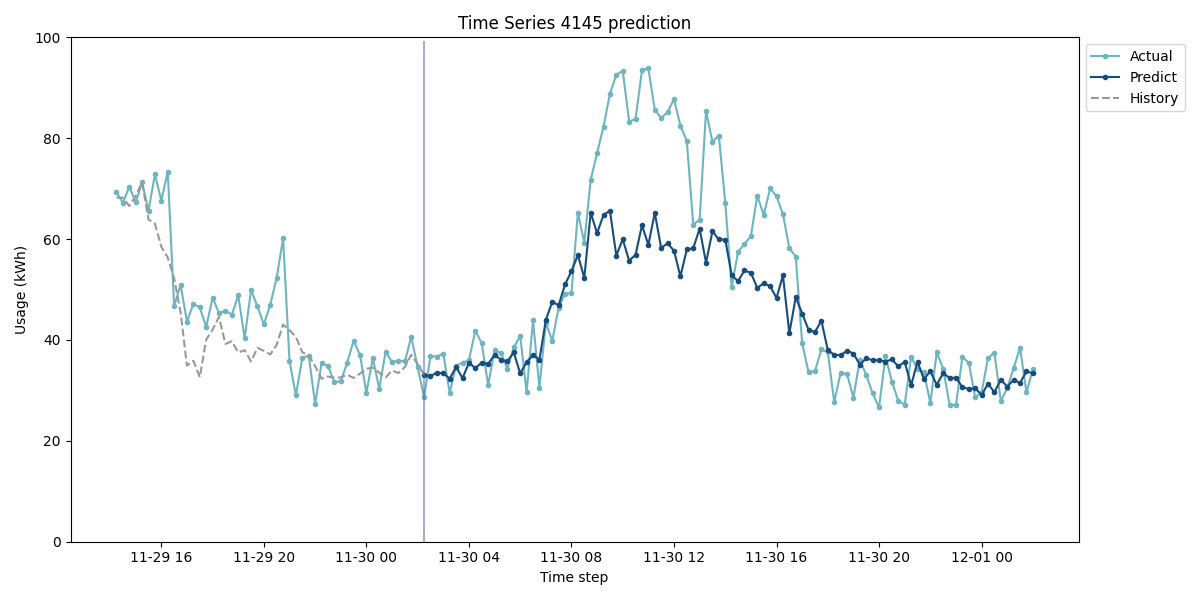 Time Series 4145 prediction
Usage (kWh)
100
80
60
40
20
0
11-29 16
11-29 20
11-30 00
11-30 04
11-30 08
11-30 12
11-30 16
11-30 20
12-01 00
Time step
Actual
Predict
History